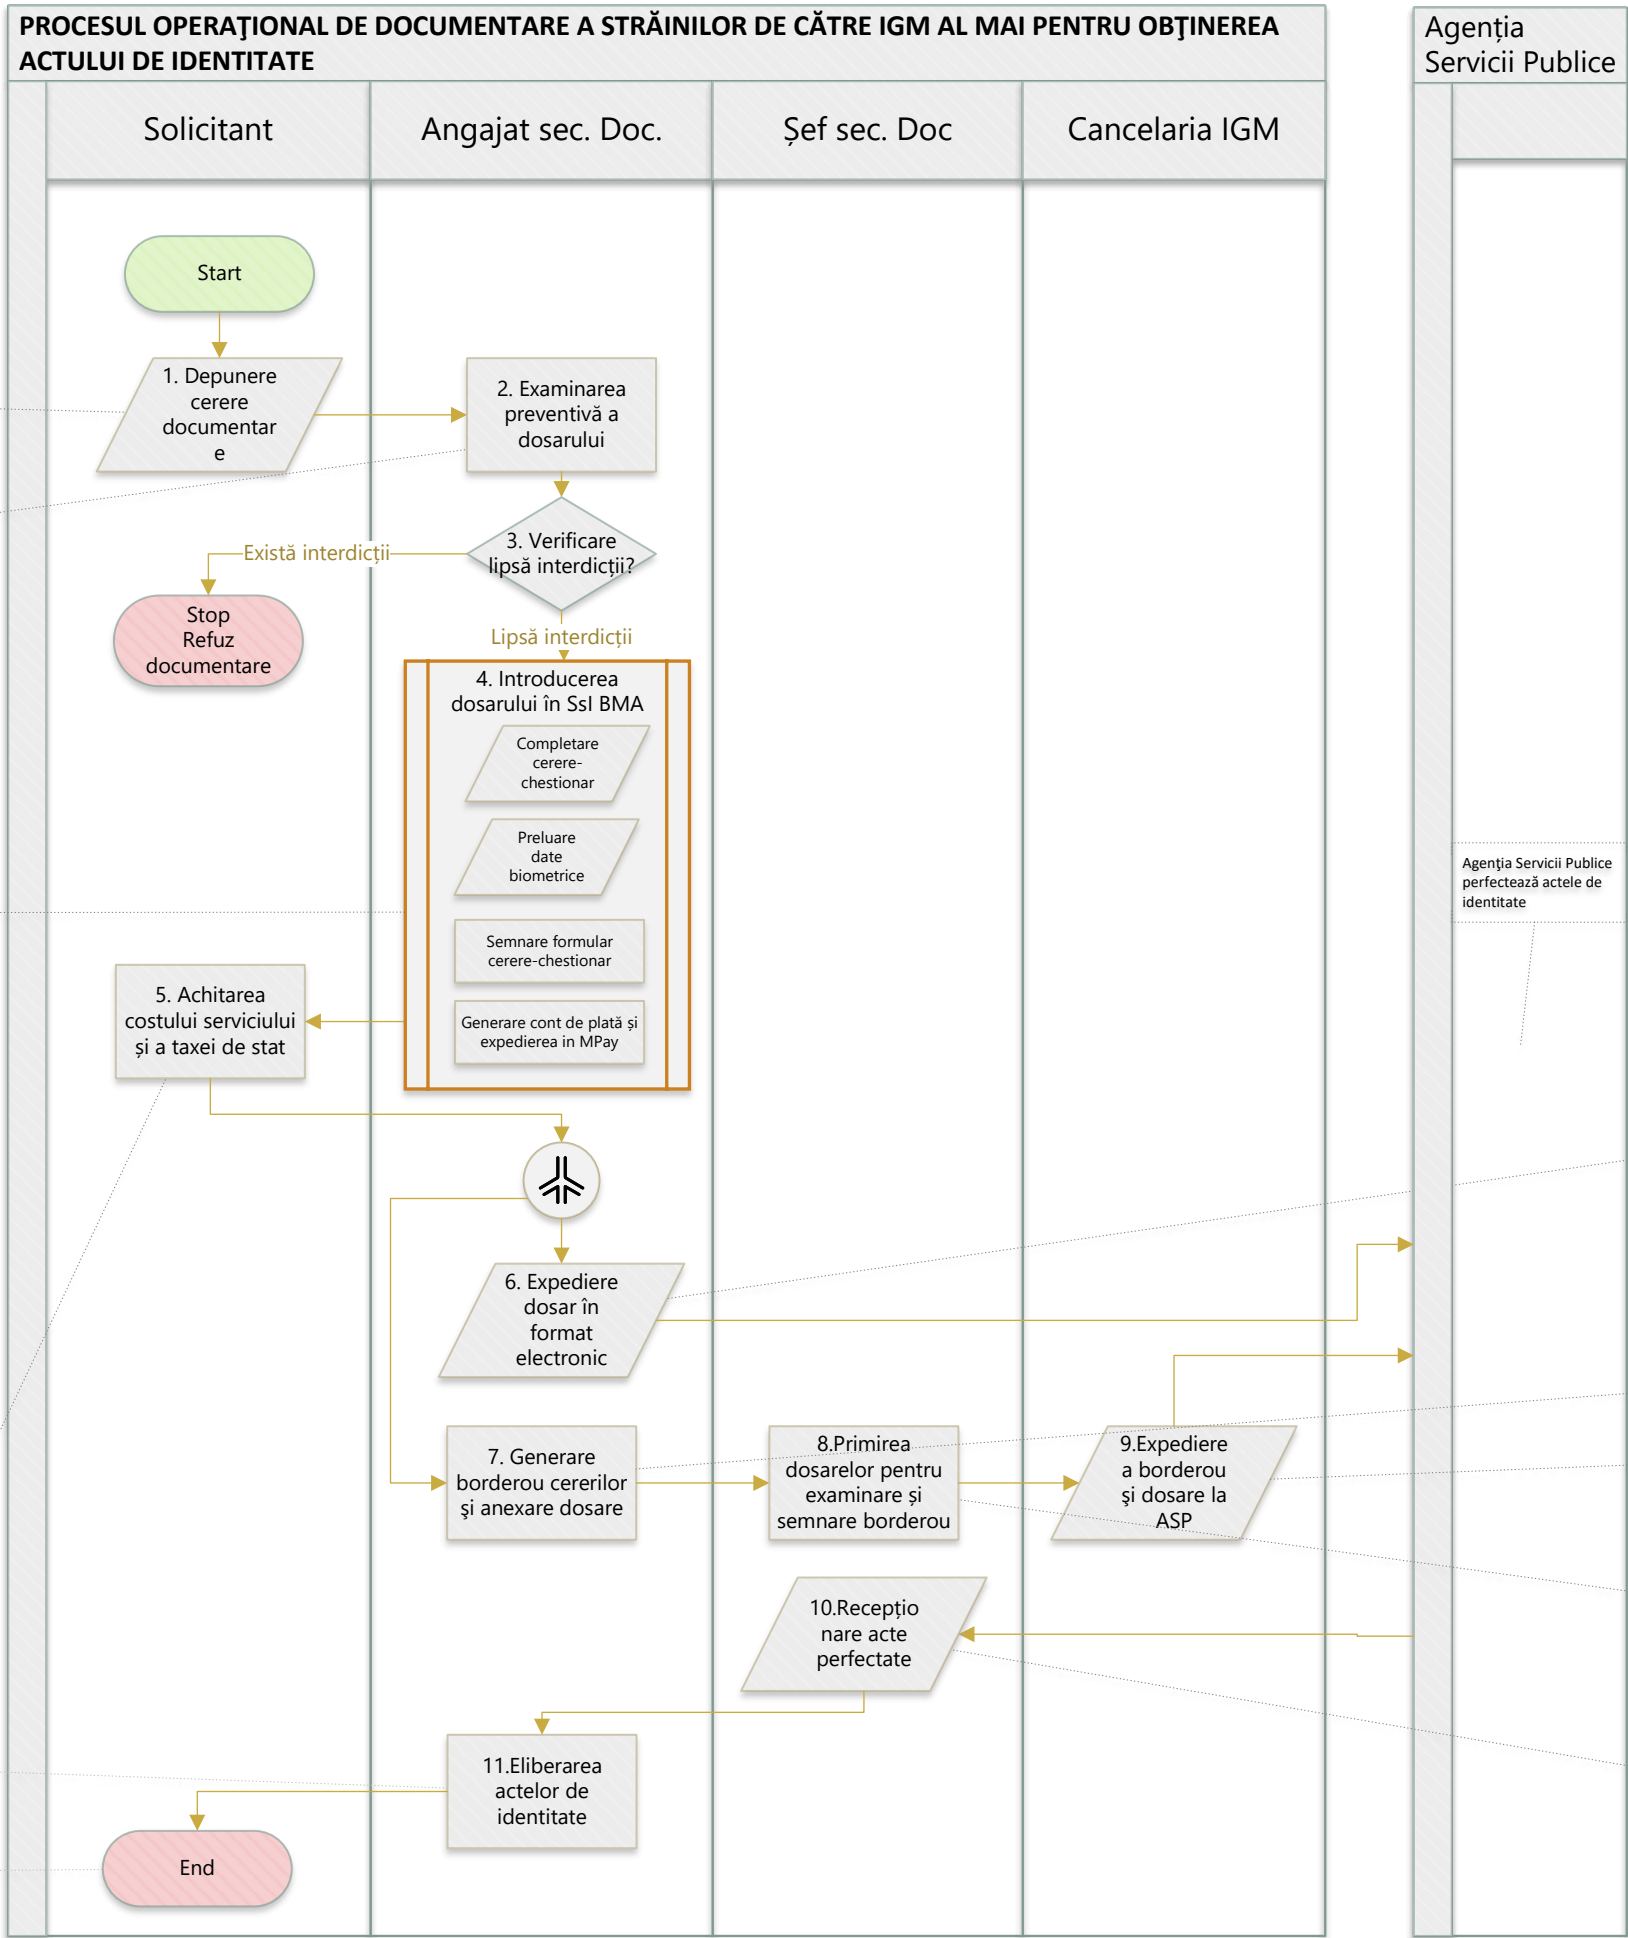 PROCESUL OPERAŢIONAL DE DOCUMENTARE A STRĂINILOR DE CĂTRE IGM AL MAI PENTRU OBŢINEREA
ACTULUI DE IDENTITATE
Agenția
Servicii Publice
Solicitant
Angajat sec. Doc.
Șef sec. Doc
Cancelaria IGM
Start
1. Depunere
cerere
documentar
e
2. Examinarea
preventivă a
dosarului
3. Verificare
lipsă interdicții?
Există interdicții
Stop
Refuz
documentare
Lipsă interdicții
4. Introducerea
dosarului în SsI BMA
Completare
cerere-
chestionar
Preluare
date
biometrice
Semnare formular
cerere-chestionar
Generare cont de plată și
expedierea in MPay
Agenţia Servicii Publice
perfectează actele de
identitate
5. Achitarea
costului serviciului
și a taxei de stat
6. Expediere
dosar în
format
electronic
7. Generare
borderou cererilor
şi anexare dosare
8.Primirea
dosarelor pentru
examinare și
semnare borderou
9.Expediere
a borderou
şi dosare la
ASP
10.Recepțio
nare acte
perfectate
11.Eliberarea
actelor de
identitate
End